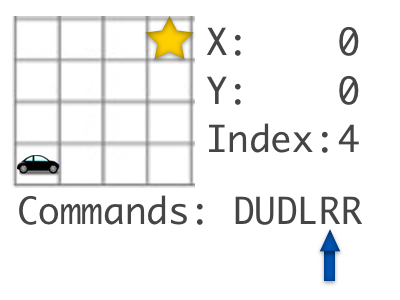 X: 0
Y: 0
Index:4
Commands: DUDLRR